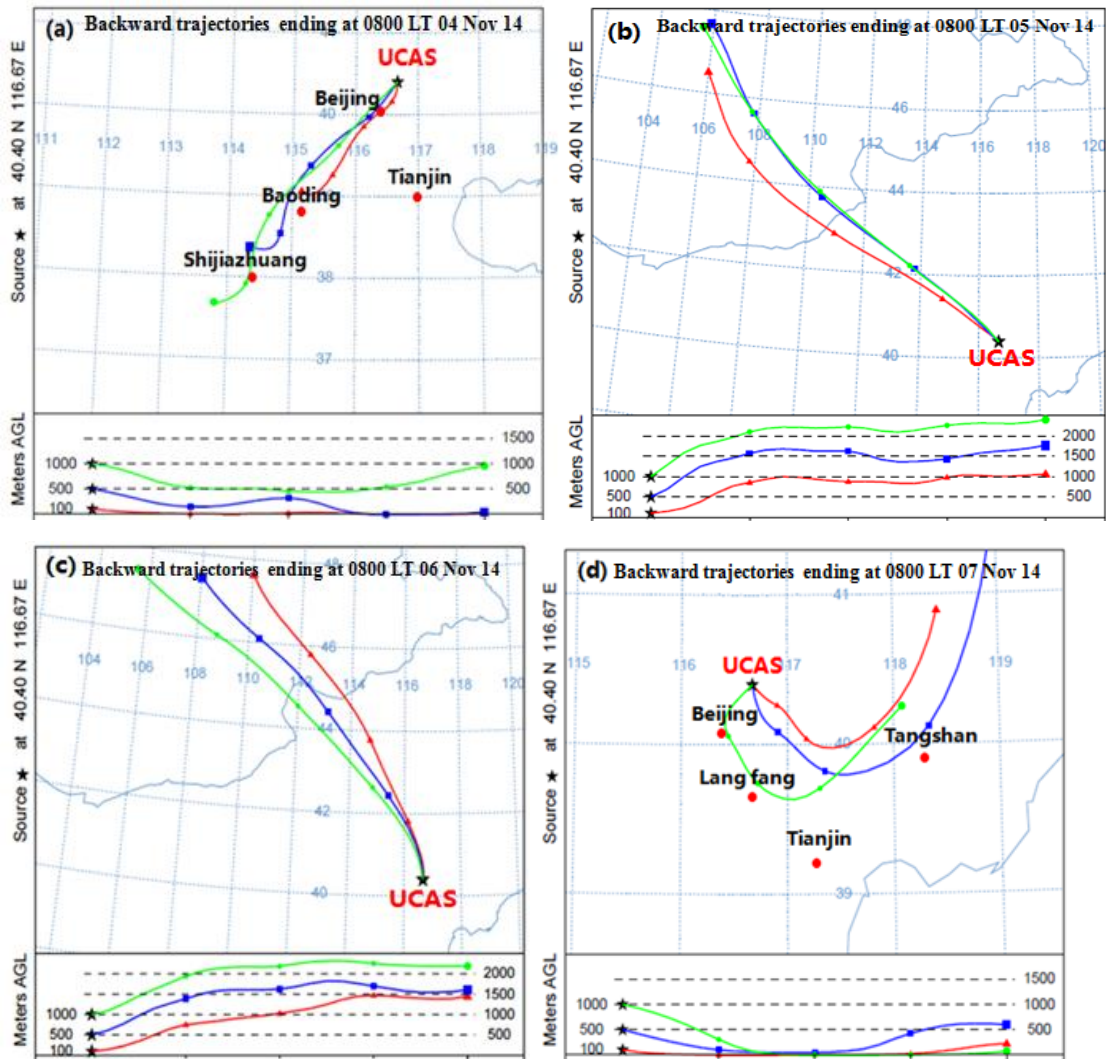 (a) Backward trajectories ending at 0800 LT 04 Nov 14
Source ★ at 40.40 N 116.67 E
UCAS
Beijing
40
111 112 113 114 115 116 117 118 119
Baoding
Tianjin
Shijiazhuang
38
37
Meters AGL
1500
1000 1000
500 500
100
(b) Backward trajectories ending at 0800 LT 05 Nov 14
Source ★ at 40.40 N 116.67 E
104 106 108 110 112 114 116 118 120
46
44
42
40
UCAS
Meters AGL
2000
1500
1000 1000
500 500
100
(c) Backward trajectories ending at 0800 LT 06 Nov 14
Source ★ at 40.40 N 116.67 E
48
104 106 108 110 112 114 116 118 120
46
44
42
40
UCAS
Meters AGL
2000
1500
1000 1000
500 500
100
(d) Backward trajectories ending at 0800 LT 07 Nov 14
Source ★ at 40.40 N 116.67 E
41
115 116 117 118 119
UCAS
Beijing
40
Tangshan
Lang fang
Tianjin
39
Meters AGL
1500
1000 1000
500 500
100